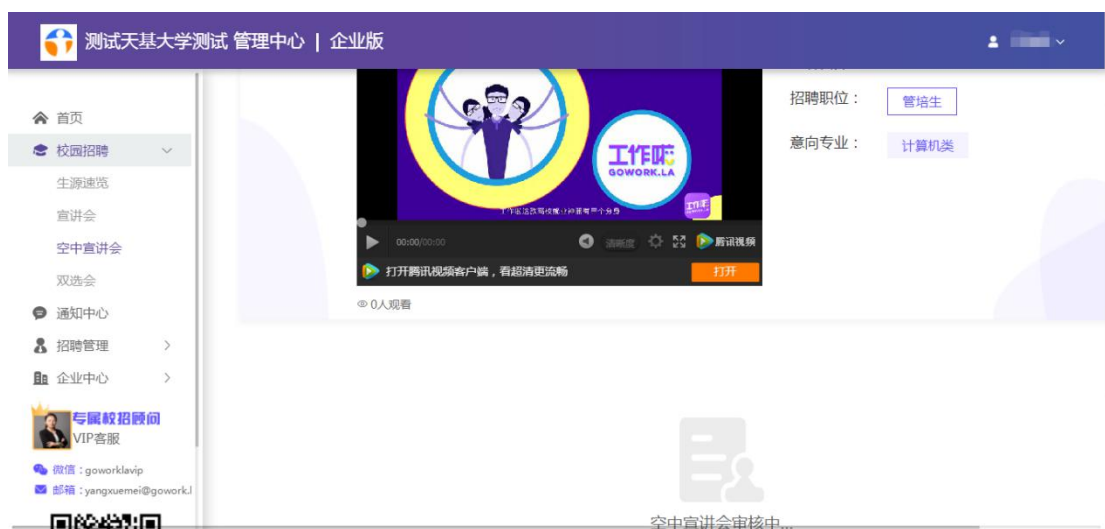 测试天基大学测试 管理中心 | 企业版
首页
校园招聘
生源速览
宣讲会
空中宣讲会
双选会
通知中心
招聘管理
企业中心
专属校招顾问
VIP客服
微信：goworklavip
邮箱：yangxuemei@gowork.l
工作啦
GOWORK.LA
00:00/00:00
清晰度
腾讯视频
打开腾讯视频客户端，看超清更流畅
打开
0人观看
招聘职位：
管培生
意向专业：
计算机类
空中宣讲会审核中...